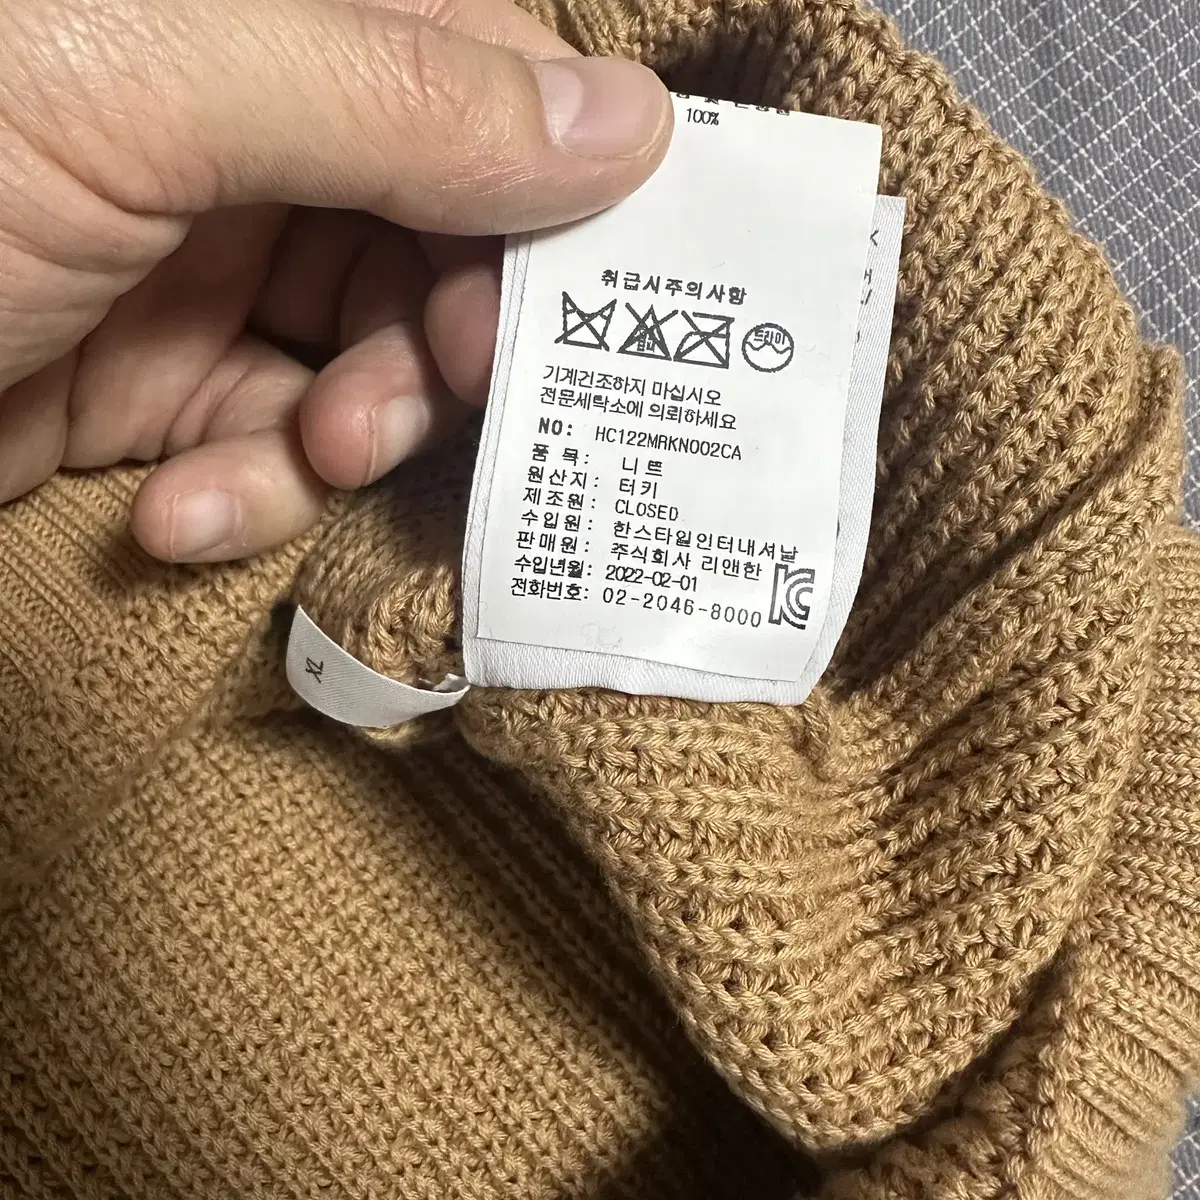 100%
취급시주의사항
드라이
기계건조하지 마십시오
전문세탁소에 의뢰하세요
NO: HC122MRKN002CA
품 목: 니트
원산지: 터키
제조원: CLOSED
수입원: 한스타일인터내셔날
판매원: 주식회사 리앤한
수입년월: 2022-02-01
전화번호: 02-2046-8000
XL